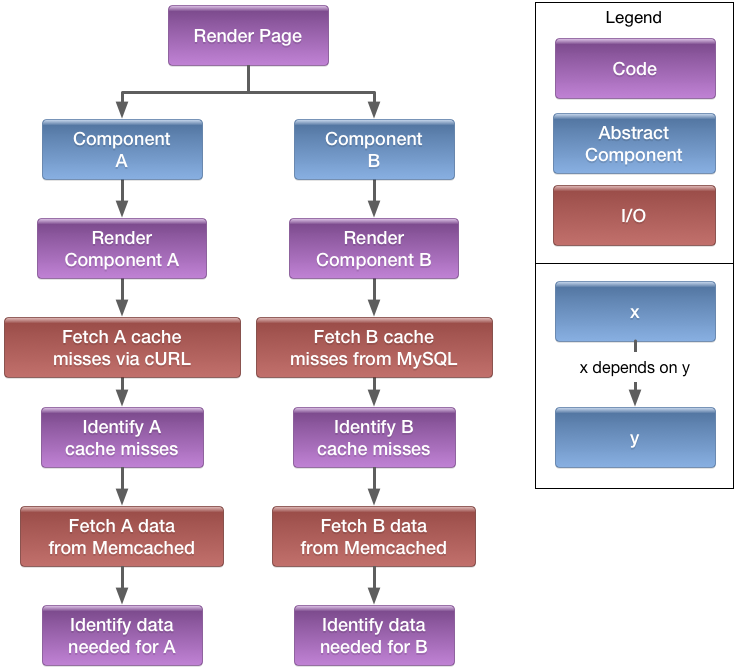 Render Page
Component
A
Component
B
Render
Component A
Render
Component B
Fetch A cache
misses via cURL
Fetch B cache
misses from MySQL
Identify A
cache misses
Identify B
cache misses
Fetch A data
from Memcached
Fetch B data
from Memcached
Identify data
needed for A
Identify data
needed for B
Legend
Code
Abstract
Component
I/O
x
x depends on y
y